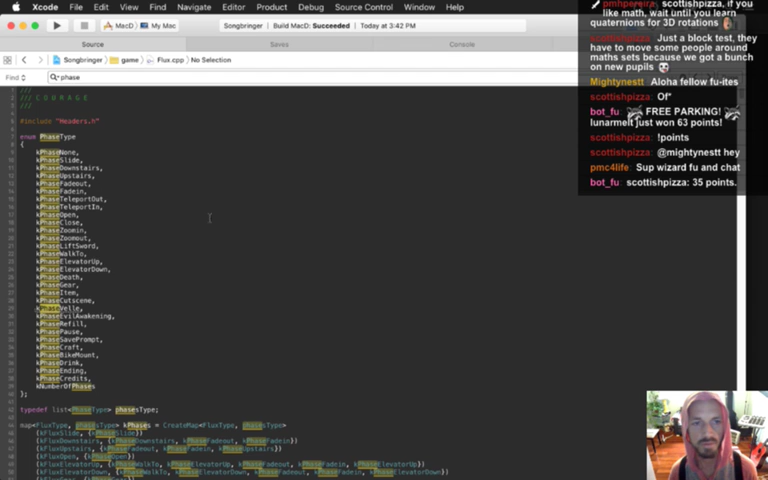 Xcode File Edit View Find Navigate Editor Product Debug Source Control Window Help
MacD My Mac Songbringer Build MacD: Succeeded Today at 3:42 PM
Source Saves Console
Songbringer game Flux.cpp No Selection
Find phase
///
/// C O U R A G E
///
#include "Headers.h"
enum PhaseType
{
kPhaseNone,
kPhaseSlide,
kPhaseDownstairs,
kPhaseUpstairs,
kPhaseFadeout,
kPhaseFadein,
kPhaseTeleportOut,
kPhaseTeleportIn,
kPhaseOpen,
kPhaseClose,
kPhaseZoomin,
kPhaseZoomout,
kPhaseLiftSword,
kPhaseWalkTo,
kPhaseElevatorUp,
kPhaseElevatorDown,
kPhaseDeath,
kPhaseGear,
kPhaseItem,
kPhaseCutscene,
kPhaseVelle,
kPhaseEvilAwakening,
kPhaseRefill,
kPhasePause,
kPhaseSavePrompt,
kPhaseCraft,
kPhaseBikeMount,
kPhaseDrink,
kPhaseEnding,
kPhaseCredits,
kNumberOfPhases
};
typedef list<PhaseType> phasesType;
map<FluxType, phasesType> kPhases = CreateMap<FluxType, phasesType>
(kFluxSlide, {kPhaseSlide})
(kFluxDownstairs, {kPhaseDownstairs, kPhaseFadeout, kPhaseFadein})
(kFluxUpstairs, {kPhaseFadeout, kPhaseFadein, kPhaseUpstairs})
(kFluxOpen, {kPhaseOpen})
(kFluxElevatorUp, {kPhaseWalkTo, kPhaseElevatorUp, kPhaseFadeout, kPhaseFadein, kPhaseElevatorUp})
(kFluxElevatorDown, {kPhaseWalkTo, kPhaseElevatorDown, kPhaseFadeout, kPhaseFadein, kPhaseElevatorDown})
pmhpereira: scottishpizza, if you
like math, wait until you learn
quaternions for 3D rotations
scottishpizza: Just a block test, they
have to move some people around
maths sets because we got a bunch
on new pupils
Mightynestt: Aloha fellow fu-ites
scottishpizza: Of*
bot_fu: FREE PARKING!
lunarmelt just won 63 points!
scottishpizza: !points
scottishpizza: @mightynestt hey
pmc4life: Sup wizard fu and chat
bot_fu: scottishpizza: 35 points.